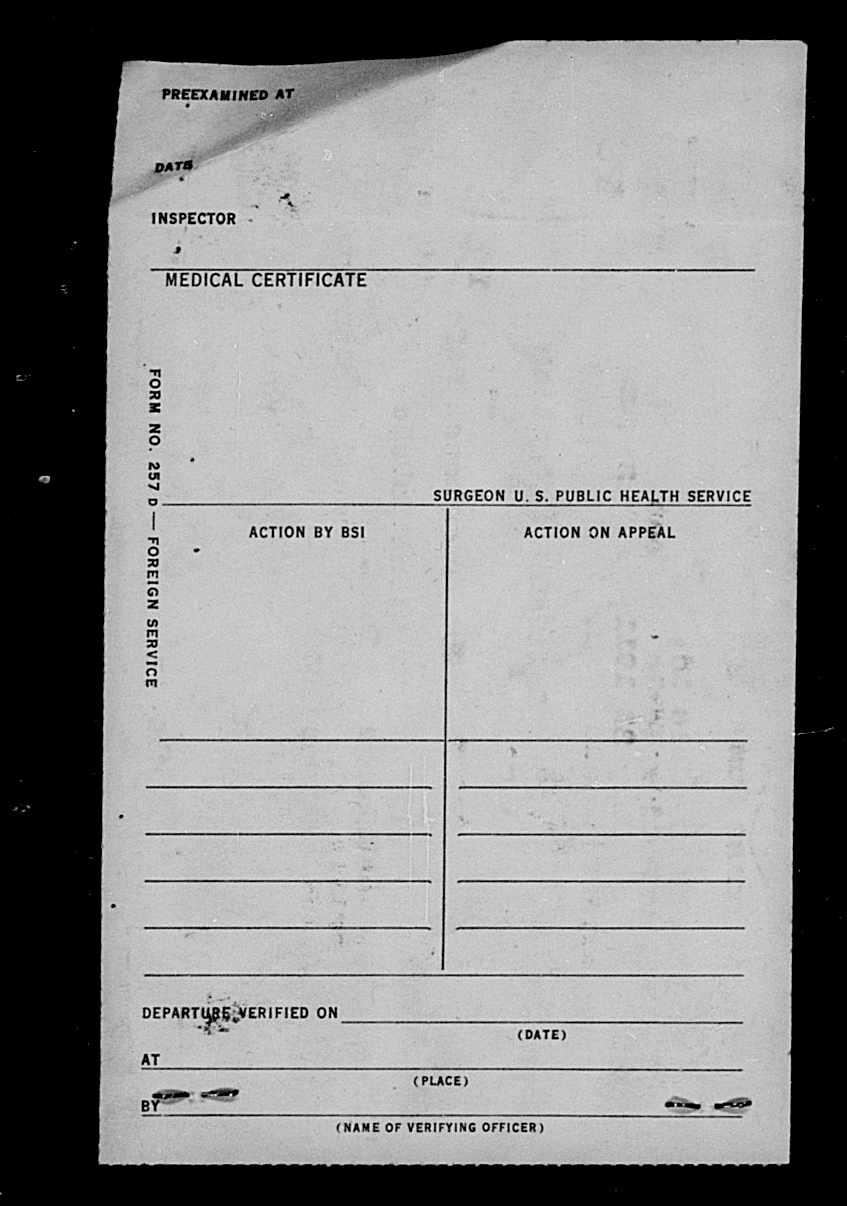 PREEXAMINED AT
DATE
INSPECTOR
MEDICAL CERTIFICATE
SURGEON U. S. PUBLIC HEALTH SERVICE
FORM NO. 257 D — FOREIGN SERVICE
ACTION BY BSI
ACTION ON APPEAL
DEPARTURE VERIFIED ON
(DATE)
AT
(PLACE)
BY
(NAME OF VERIFYING OFFICER)